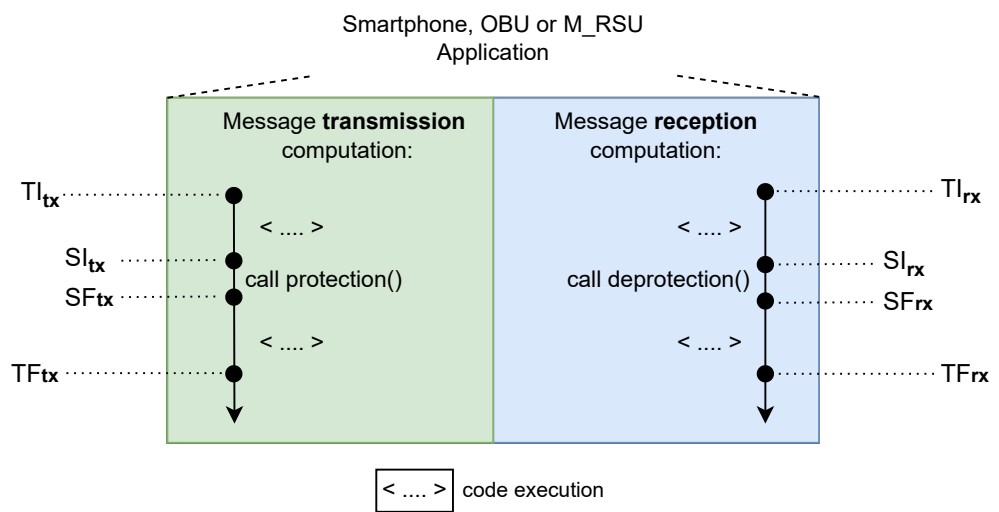 Smartphone, OBU or M_RSU
Application
Message transmission
computation:
TItx
< .... >
SItx
call protection()
SFtx
< .... >
TFtx
Message reception
computation:
TIrx
< .... >
SIrx
call deprotection()
SFrx
< .... >
TFrx
< .... > code execution